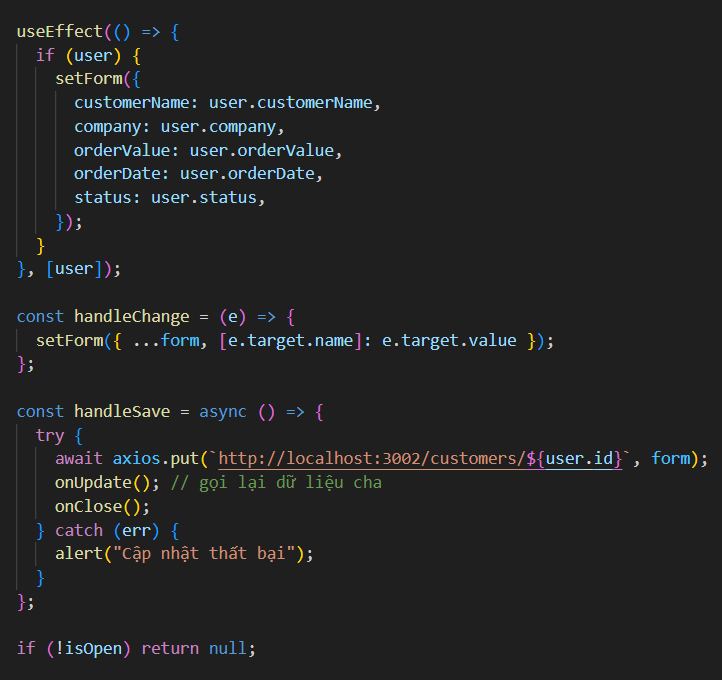 useEffect(() => {
if (user) {
setForm({
customerName: user.customerName,
company: user.company,
orderValue: user.orderValue,
orderDate: user.orderDate,
status: user.status,
});
}
}, [user]);
const handleChange = (e) => {
setForm({ ...form, [e.target.name]: e.target.value });
};
const handleSave = async () => {
try {
await axios.put(`http://localhost:3002/customers/${user.id}`, form);
onUpdate(); // gọi lại dữ liệu cha
onClose();
} catch (err) {
alert("Cập nhật thất bại");
}
};
if (!isOpen) return null;